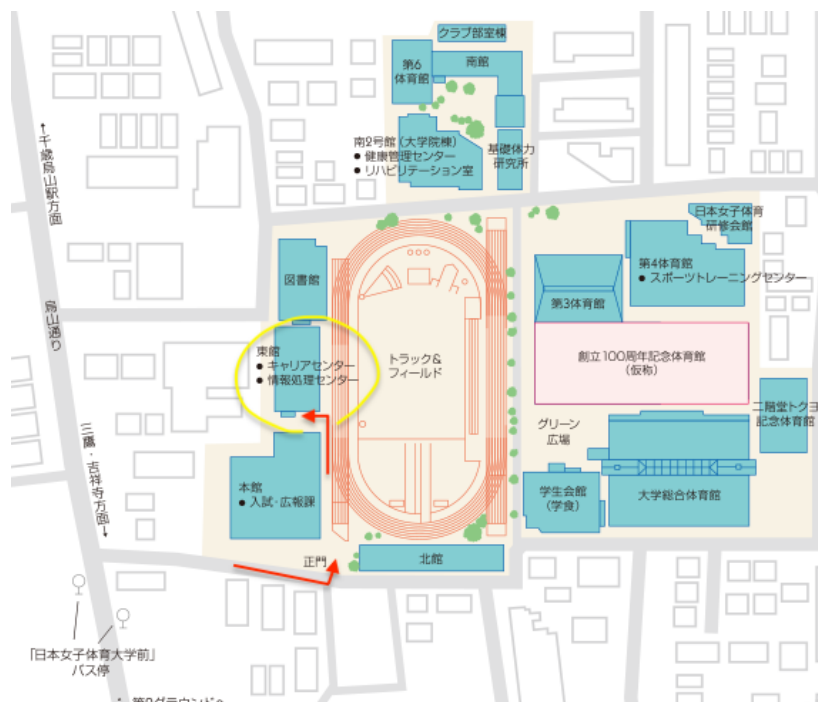 クラブ部室棟
第6
体育館
南館
南2号館(大学院棟)
● 健康管理センター
● リハビリテーション室
基礎体力
研究所
←千歳烏山駅方面
烏山通り
三鷹・吉祥寺方面→
図書館
東館
● キャリアセンター
● 情報処理センター
トラック&
フィールド
本館
● 入試・広報課
正門
北館
日本女子体育
研修会館
第4体育館
● スポーツトレーニングセンター
第3体育館
創立100周年記念体育館
(仮称)
二階堂トクヨ
記念体育館
グリーン
広場
学生会館
(学食)
大学総合体育館
「日本女子体育大学前」
バス停